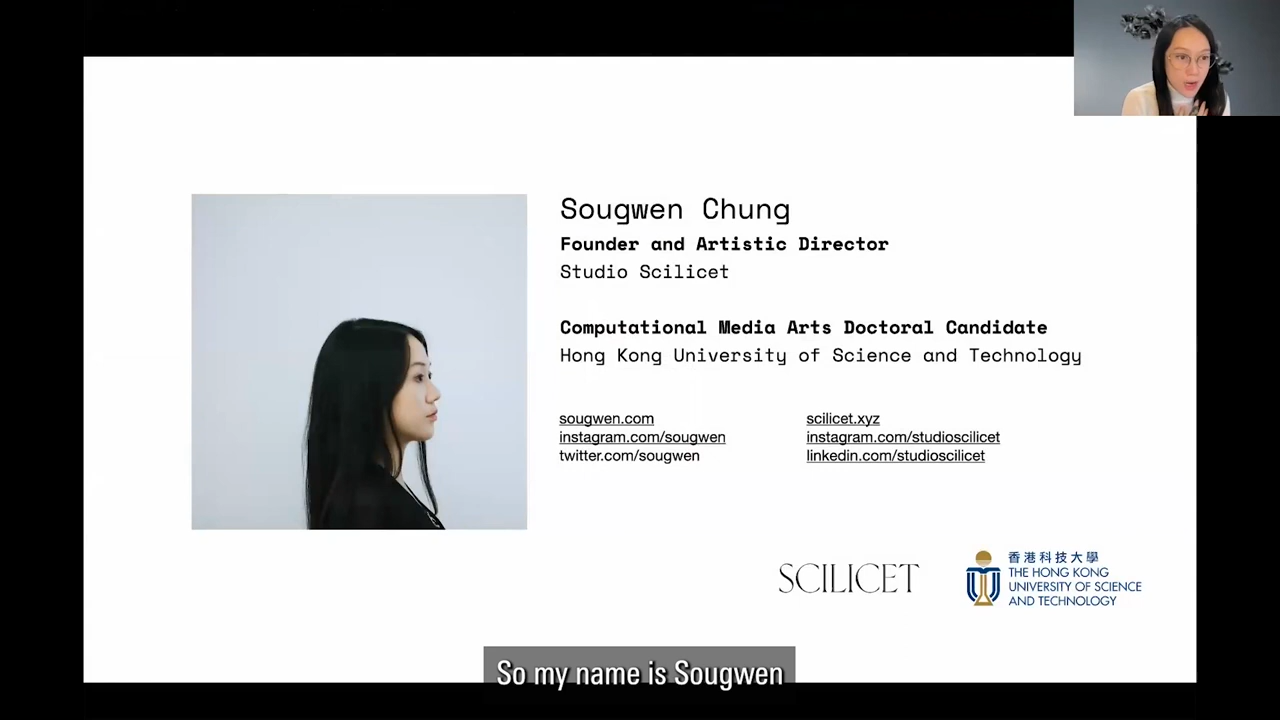 Sougwen Chung
Founder and Artistic Director
Studio Scilicet
Computational Media Arts Doctoral Candidate
Hong Kong University of Science and Technology
sougwen.com
instagram.com/sougwen
twitter.com/sougwen
scilicet.xyz
instagram.com/studioscilicet
linkedin.com/studioscilicet
SCILICET
香港科技大學
THE HONG KONG
UNIVERSITY OF SCIENCE
AND TECHNOLOGY
So my name is Sougwen